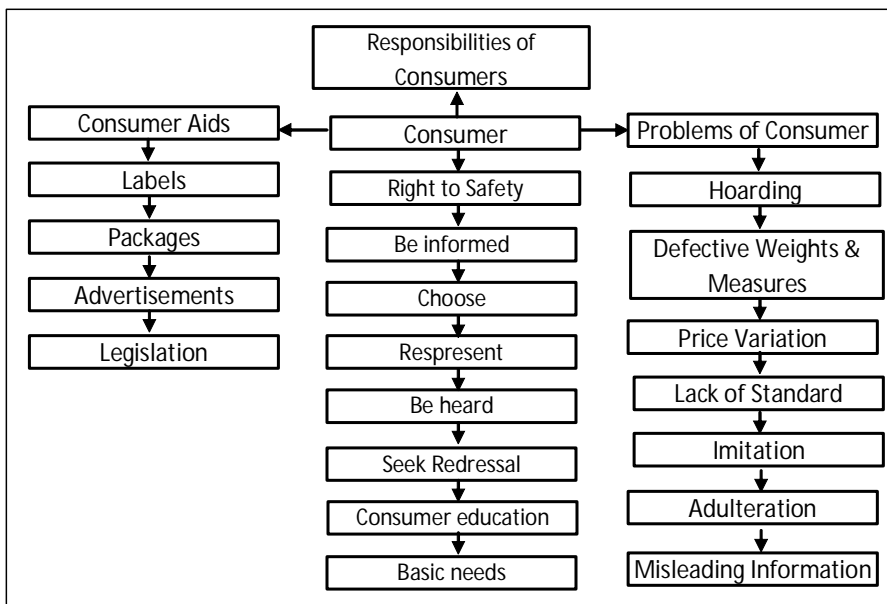 Responsibilities of
Consumers
Consumer Aids
Labels
Packages
Advertisements
Legislation
Consumer
Right to Safety
Be informed
Choose
Respresent
Be heard
Seek Redressal
Consumer education
Basic needs
Problems of Consumer
Hoarding
Defective Weights &
Measures
Price Variation
Lack of Standard
Imitation
Adulteration
Misleading Information